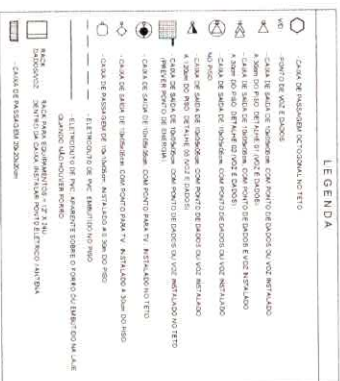 LEGENDA
- CAIXA DE PASSAGEM OCTOGONAL NO TETO
- PONTO DE VOZ E DADOS
- CAIXA DE SAÍDA DE 10x05x05cm COM PONTO DE DADOS OU VOZ INSTALADO
A 30cm DO PISO DETALHE 01 (VOZ E DADOS)
- CAIXA DE SAÍDA DE 10x05x05cm COM PONTO DE DADOS E VOZ INSTALADO
A 30cm DO PISO DETALHE 02 (VOZ E DADOS)
- CAIXA DE SAÍDA DE 10x05x05cm COM PONTO DE DADOS OU VOZ INSTALADO
NO PISO
- CAIXA DE SAÍDA DE 10x05x05cm COM PONTO DE DADOS OU VOZ INSTALADO
A 120cm DO PISO DETALHE (VOZ E DADOS)
- CAIXA DE SAÍDA DE 10x05x05cm COM PONTO DE DADOS OU VOZ INSTALADO NO TETO
(PREVER PONTO DE ENERGIA)
- CAIXA DE SAÍDA DE 10x05x05cm COM PONTO PARA TV. INSTALADO NO TETO
- CAIXA DE SAÍDA DE 10x05x05cm COM PONTO PARA TV. INSTALADO A 30cm DO PISO
- CAIXA DE PASSAGEM DE 10x10x05cm INSTALADO A 30cm DO PISO
- ELETRODUTO DE PVC EMBUTIDO NO PISO
- ELETRODUTO DE PVC APARENTE SOBRE O FORRO OU EMBUTIDO NA LAJE
QUANDO NÃO HOUVER FORRO
RACK
DADOS/VOZ
RACK PARA EQUIPAMENTOS
DENTRO DA CAIXA INSTALAR PONTO ELÉTRICO / ANTENA
- CAIXA DE PASSAGEM 20x20x30cm